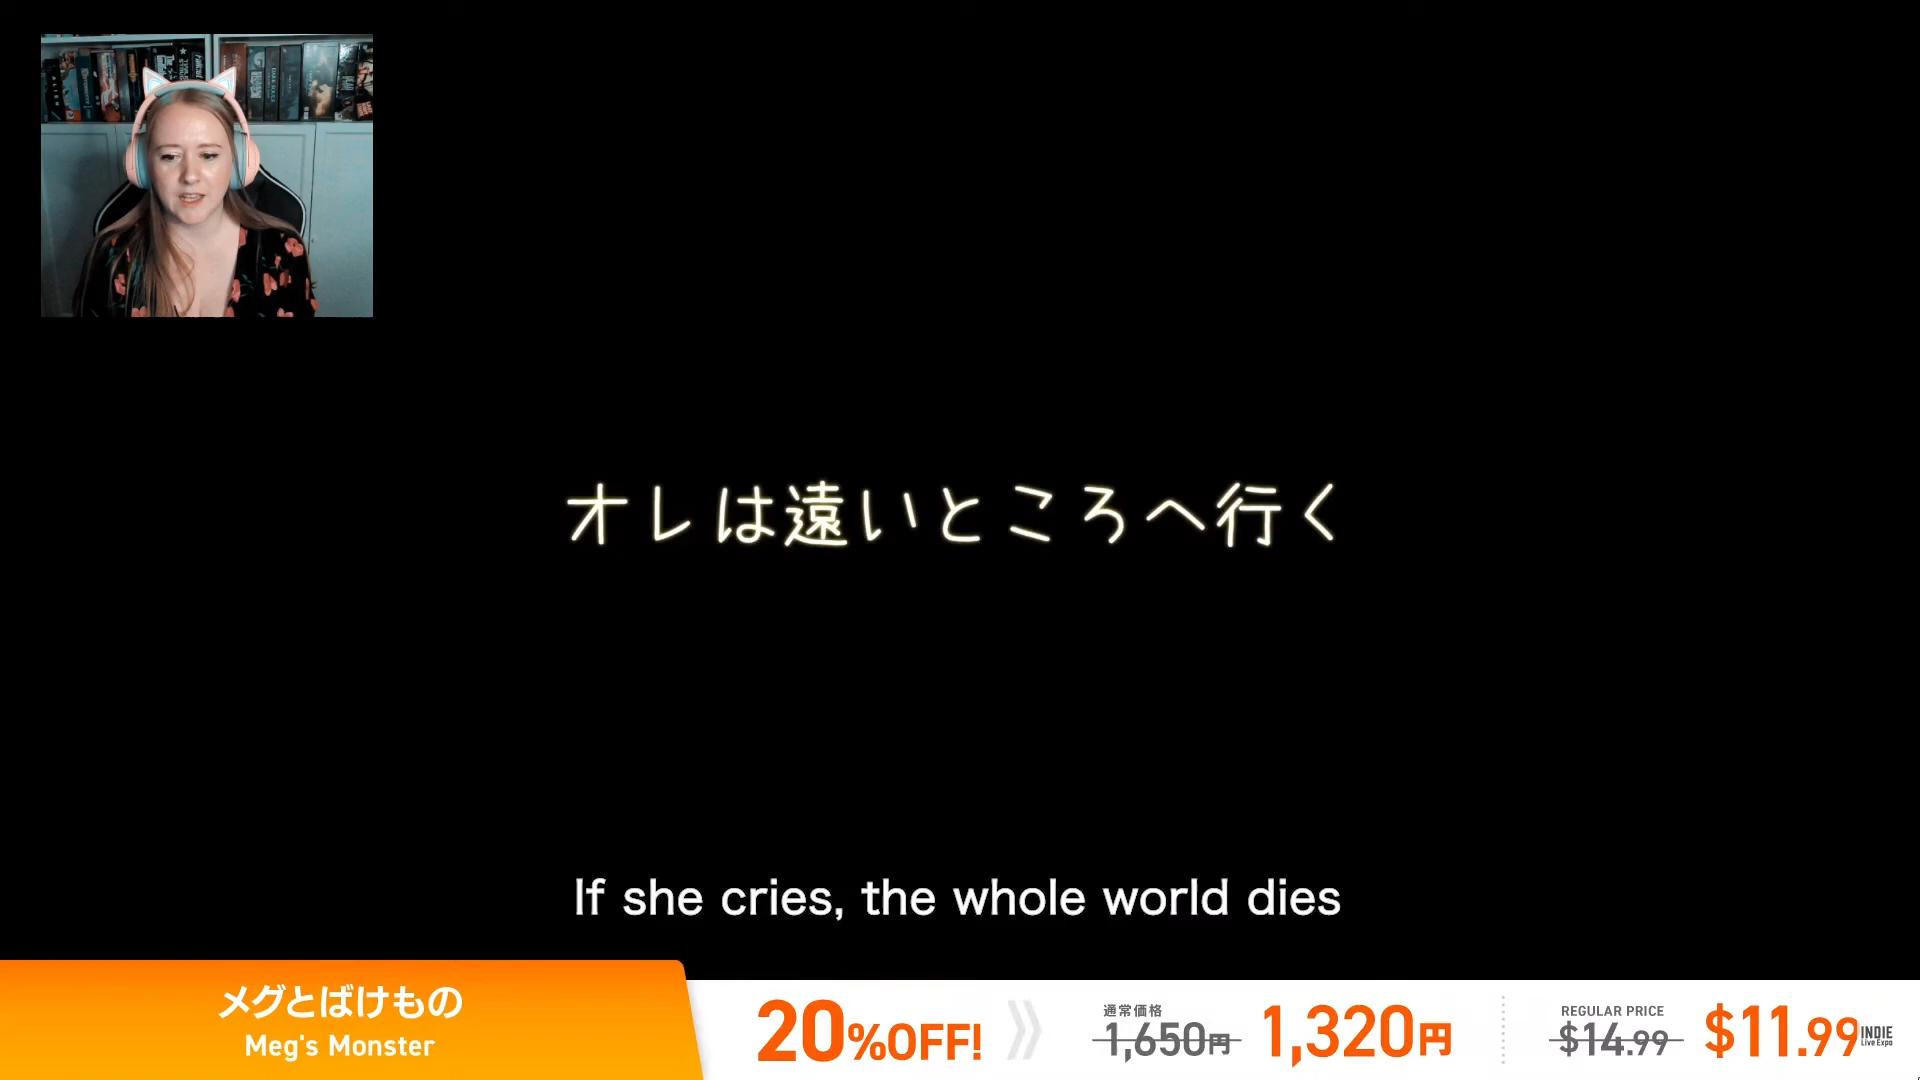 オレは遠いところへ行く
If she cries, the whole world dies
メグとばけもの
Meg's Monster
20%OFF!
通常価格
1,650円
1,320円
REGULAR PRICE
$14.99
$11.99
INDIE
Live Expo